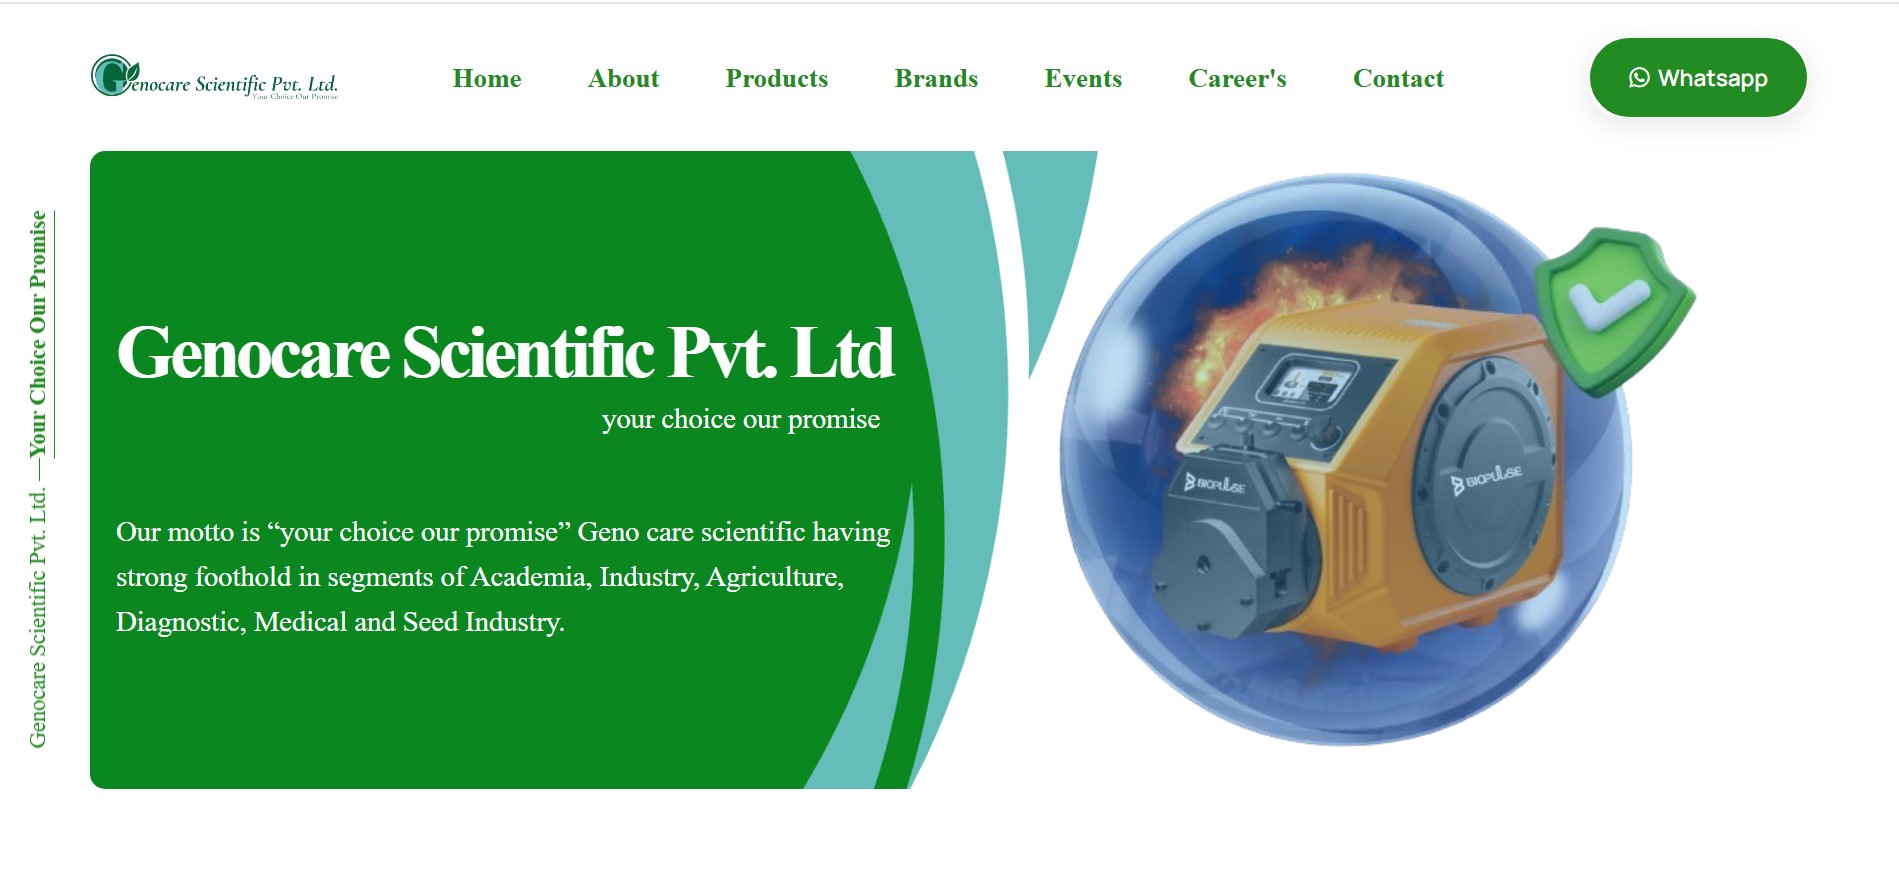 Genocare Scientific Pvt. Ltd.
Your Choice Our Promise
Home
About
Products
Brands
Events
Career's
Contact
Whatsapp
Genocare Scientific Pvt. Ltd. —Your Choice Our Promise
Genocare Scientific Pvt. Ltd
your choice our promise
Our motto is “your choice our promise” Geno care scientific having
strong foothold in segments of Academia, Industry, Agriculture,
Diagnostic, Medical and Seed Industry.
BIOPULSE
BIOPULSE